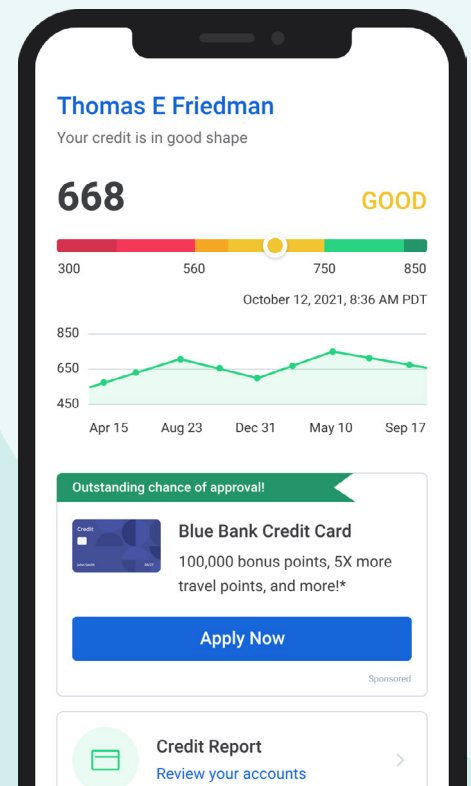 Thomas E Friedman
Your credit is in good shape
668
GOOD
300 560 750 850
October 12, 2021, 8:36 AM PDT
850
650
450
Apr 15 Aug 23 Dec 31 May 10 Sep 17
Outstanding chance of approval!
Credit
John Smith
Blue Bank Credit Card
100,000 bonus points, 5X more
travel points, and more!*
Apply Now
Sponsored
Credit Report
Review your accounts